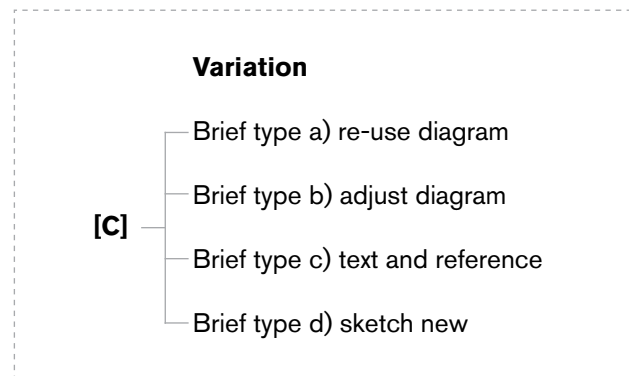 Variation
Brief type a) re-use diagram
Brief type b) adjust diagram
[C]
Brief type c) text and reference
Brief type d) sketch new